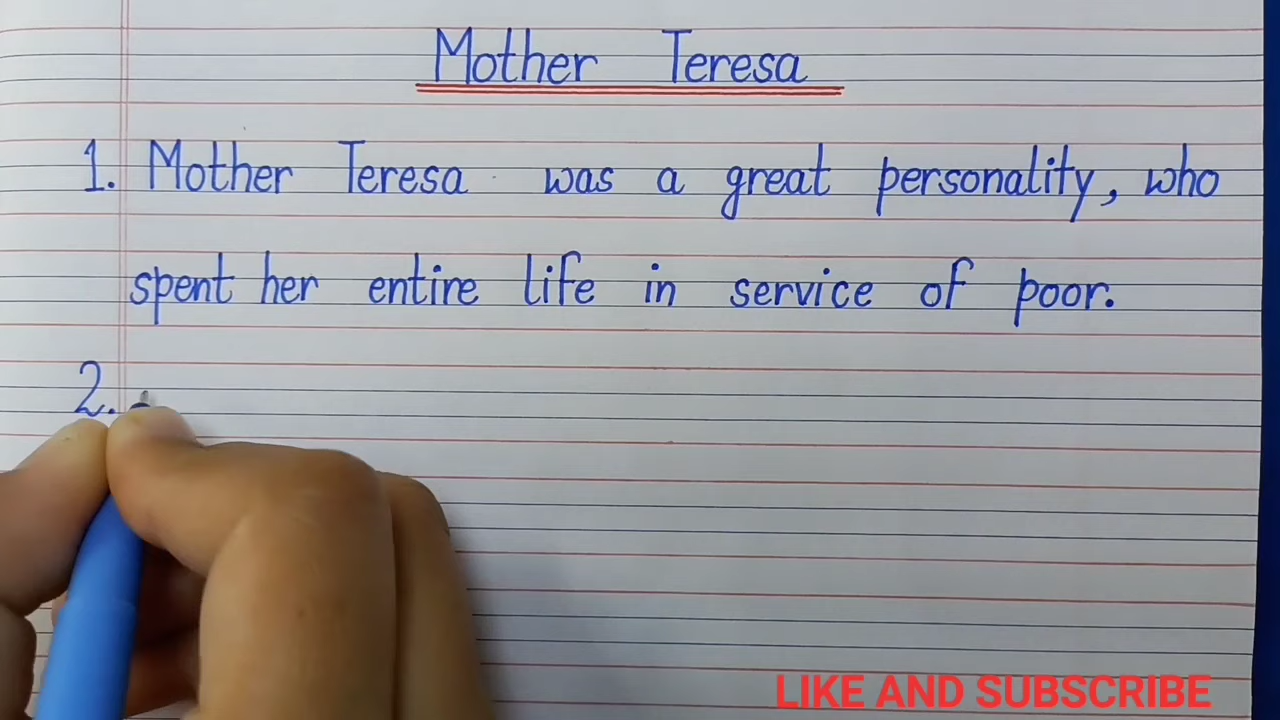 Mother Teresa
1. Mother Teresa was a great personality, who
spent her entire life in service of poor.
2.
LIKE AND SUBSCRIBE